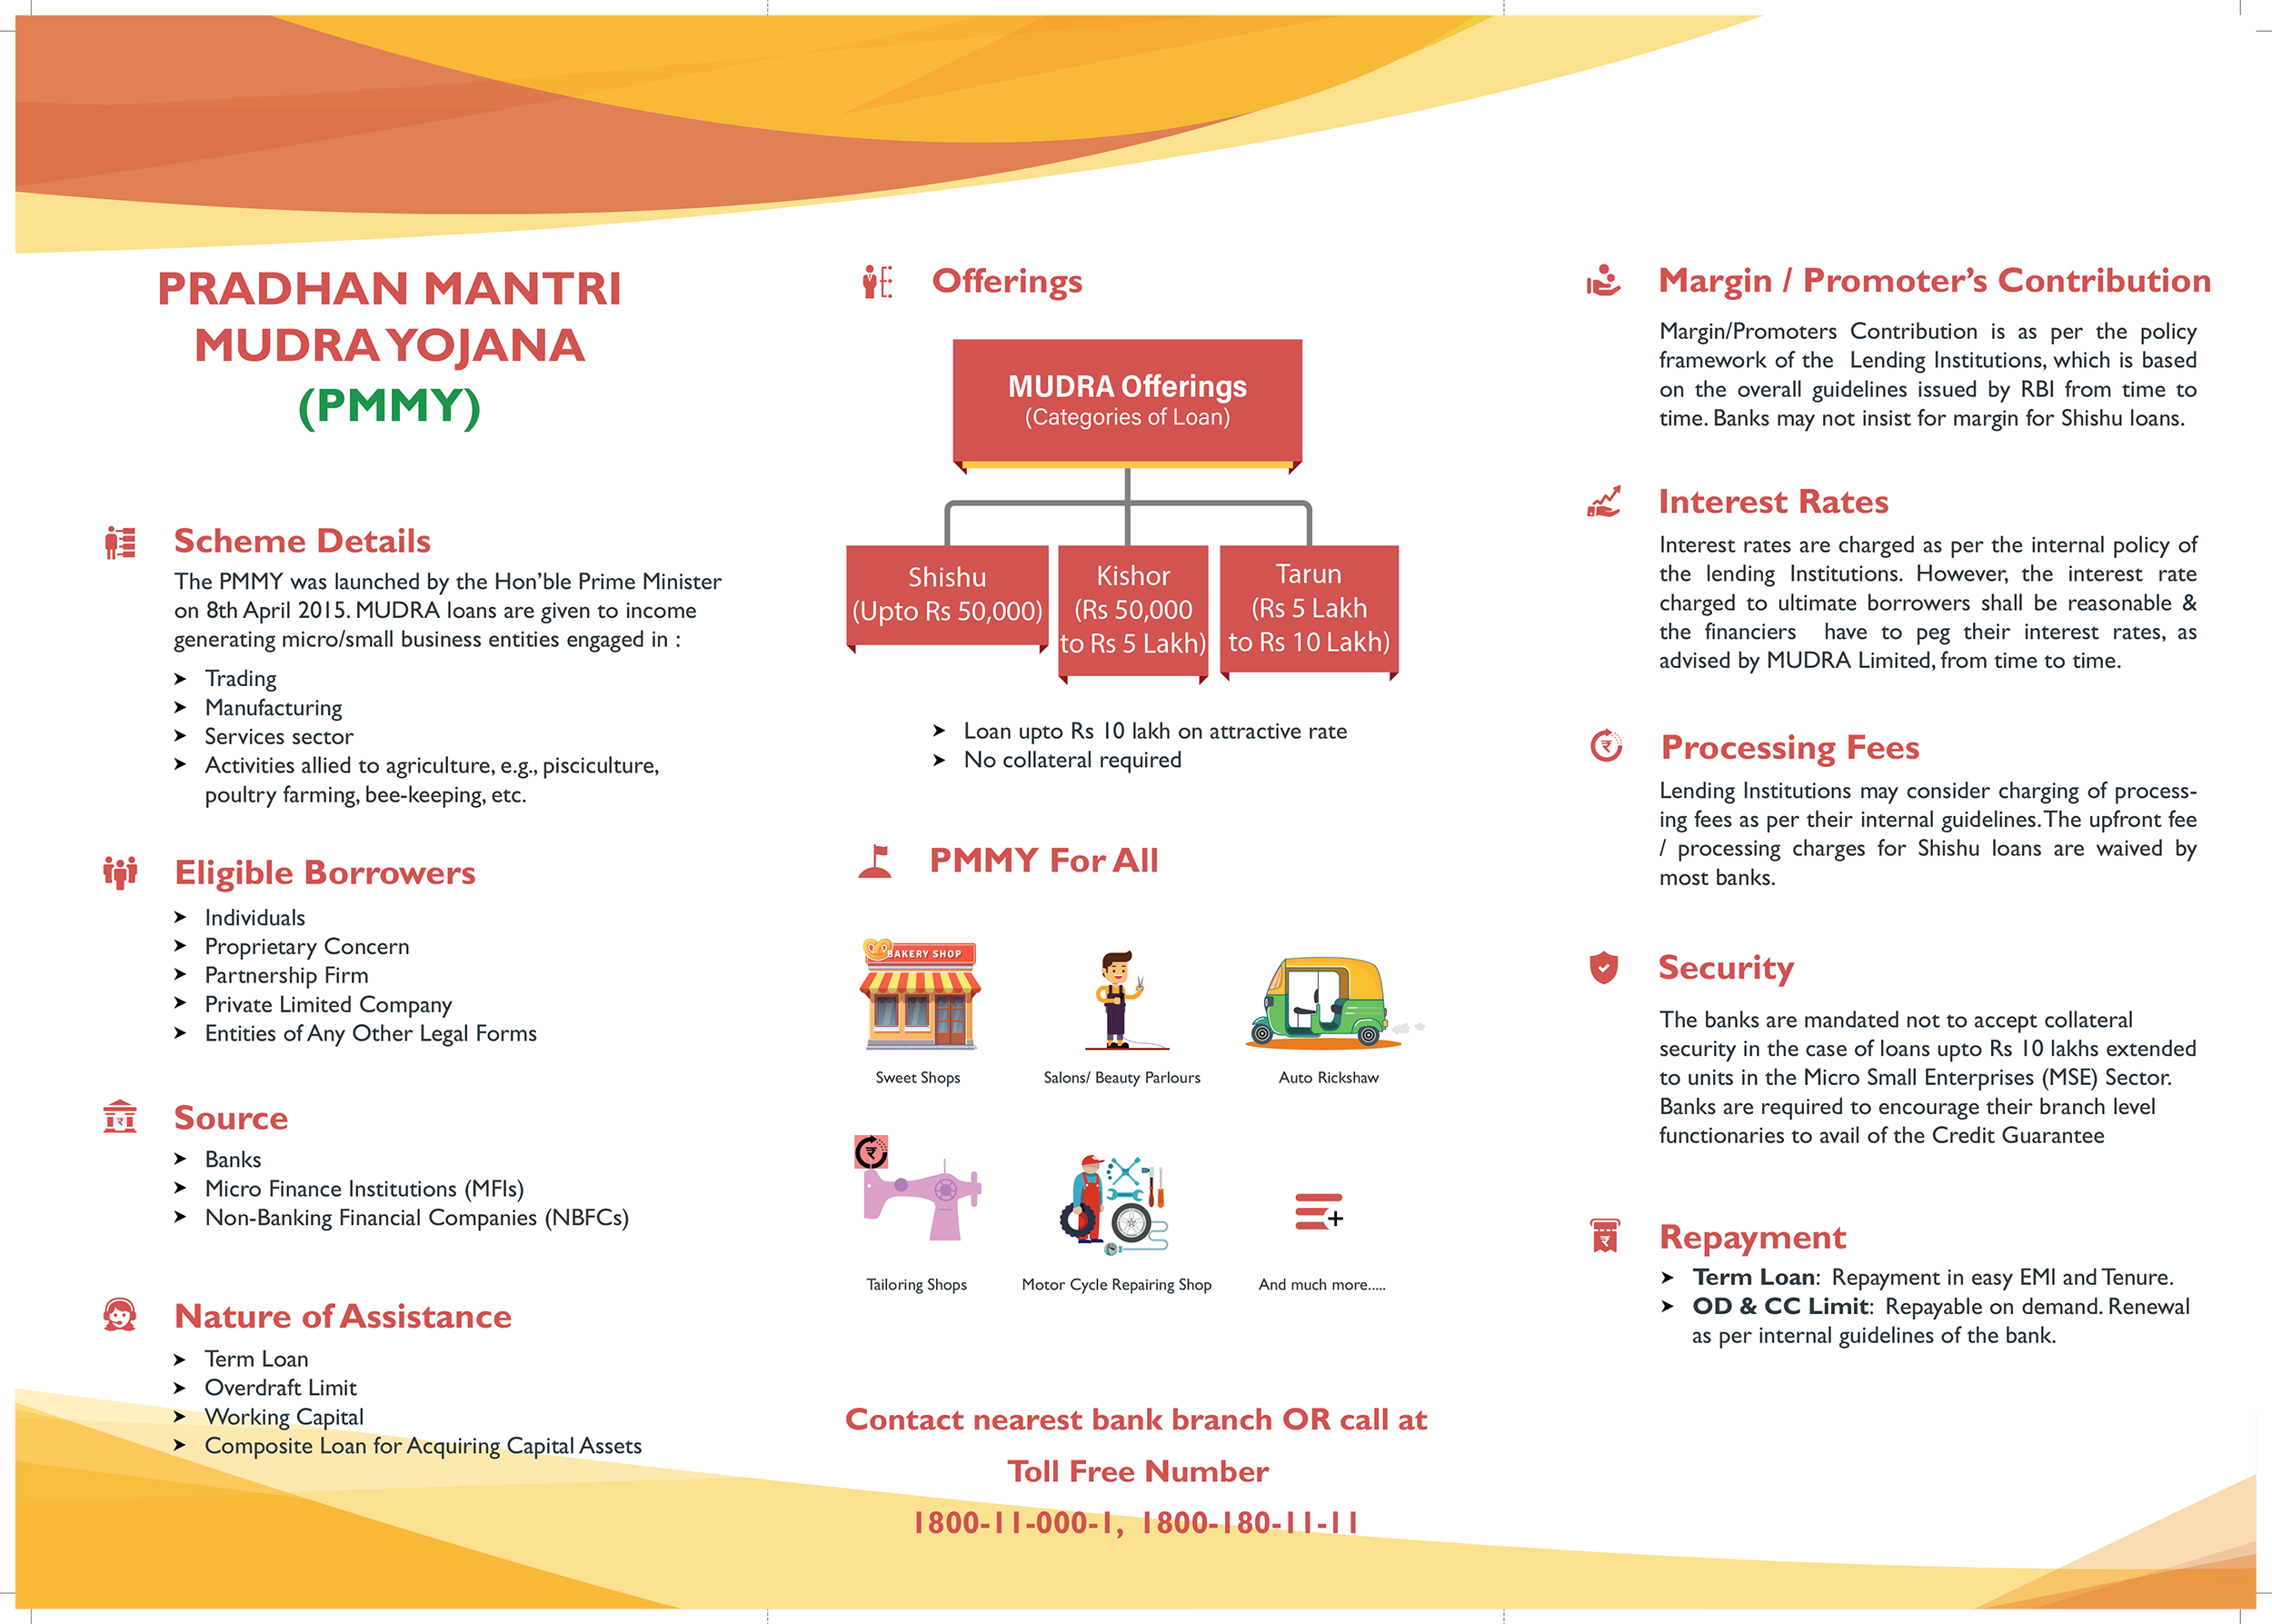 PRADHAN MANTRI
MUDRA YOJANA
(PMMY)
Scheme Details
The PMMY was launched by the Hon'ble Prime Minister
on 8th April 2015. MUDRA loans are given to income
generating micro/small business entities engaged in :
➤ Trading
➤ Manufacturing
➤ Services sector
➤ Activities allied to agriculture, e.g., pisciculture,
poultry farming, bee-keeping, etc.
Eligible Borrowers
➤ Individuals
➤ Proprietary Concern
➤ Partnership Firm
➤ Private Limited Company
➤ Entities of Any Other Legal Forms
Source
➤ Banks
➤ Micro Finance Institutions (MFIs)
➤ Non-Banking Financial Companies (NBFCs)
Nature of Assistance
➤ Term Loan
➤ Overdraft Limit
➤ Working Capital
➤ Composite Loan for Acquiring Capital Assets
Offerings
MUDRA Offerings
(Categories of Loan)
Shishu
(Upto Rs 50,000)
Kishor
(Rs 50,000
to Rs 5 Lakh)
Tarun
(Rs 5 Lakh
to Rs 10 Lakh)
➤ Loan upto Rs 10 lakh on attractive rate
➤ No collateral required
PMMY For All
BAKERY SHOP
Sweet Shops
Salons/ Beauty Parlours
Auto Rickshaw
Tailoring Shops
Motor Cycle Repairing Shop
And much more.....
Contact nearest bank branch OR call at
Toll Free Number
1800-11-000-1, 1800-180-11-11
Margin / Promoter's Contribution
Margin/Promoters Contribution is as per the policy
framework of the Lending Institutions, which is based
on the overall guidelines issued by RBI from time to
time. Banks may not insist for margin for Shishu loans.
Interest Rates
Interest rates are charged as per the internal policy of
the lending Institutions. However, the interest rate
charged to ultimate borrowers shall be reasonable &
the financiers have to peg their interest rates, as
advised by MUDRA Limited, from time to time.
Processing Fees
Lending Institutions may consider charging of process-
ing fees as per their internal guidelines. The upfront fee
/ processing charges for Shishu loans are waived by
most banks.
Security
The banks are mandated not to accept collateral
security in the case of loans upto Rs 10 lakhs extended
to units in the Micro Small Enterprises (MSE) Sector.
Banks are required to encourage their branch level
functionaries to avail of the Credit Guarantee
Repayment
➤ Term Loan: Repayment in easy EMI and Tenure.
➤ OD & CC Limit: Repayable on demand. Renewal
as per internal guidelines of the bank.